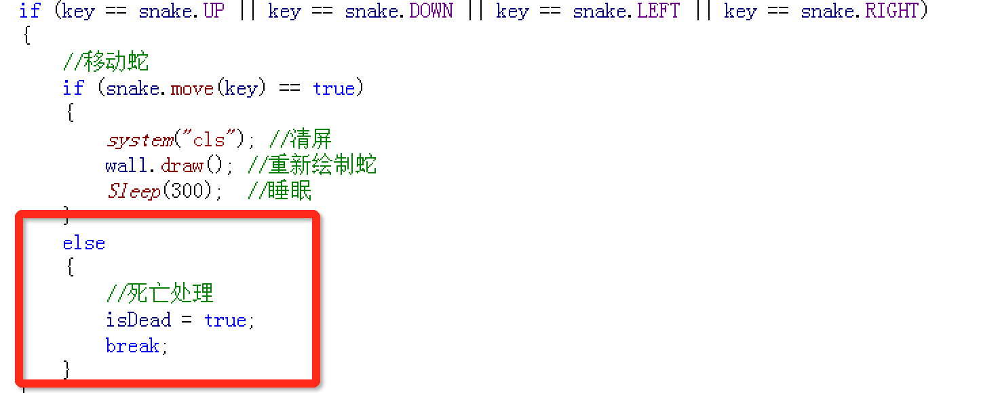 if (key == snake.UP || key == snake.DOWN || key == snake.LEFT || key == snake.RIGHT)
{
//移动蛇
if (snake.move(key) == true)
{
system("cls"); //清屏
wall.draw(); //重新绘制蛇
Sleep(300); //睡眠
}
else
{
//死亡处理
isDead = true;
break;
}